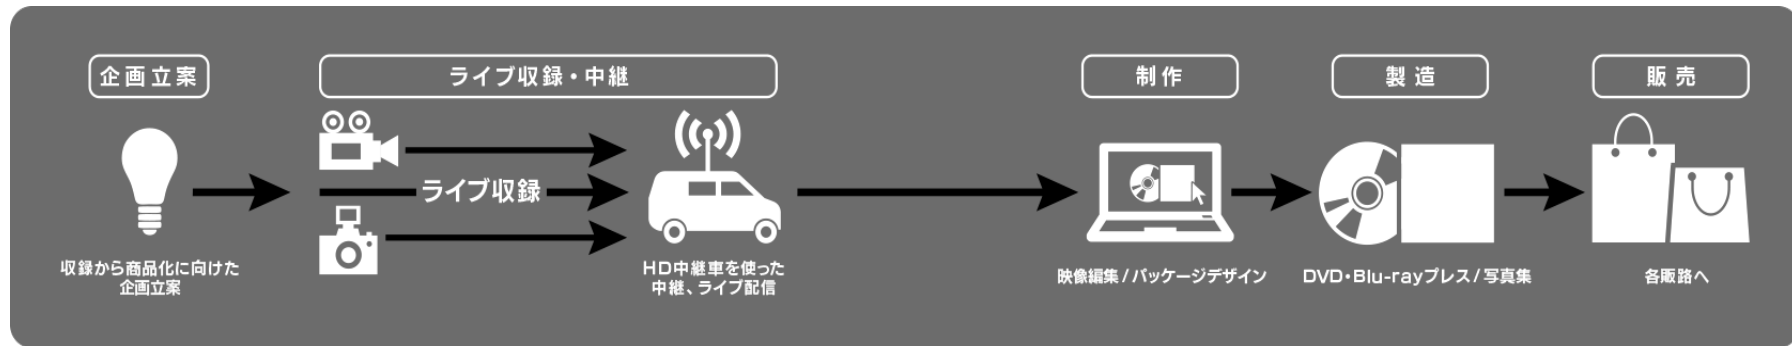 企画立案
ライブ収録・中継
制作
製造
販売
ライブ収録
収録から商品化に向けた
企画立案
HD中継車を使った
中継、ライブ配信
映像編集/パッケージデザイン
DVD・Blu-rayプレス/写真集
各販路へ